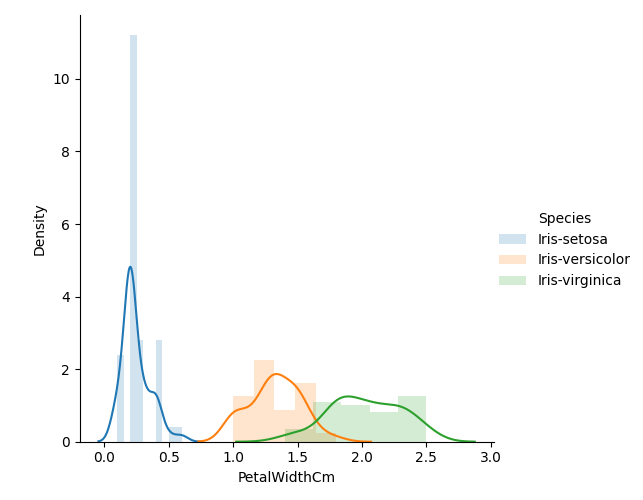 10
8
6
4
2
0
Density
0.0 0.5 1.0 1.5 2.0 2.5 3.0
PetalWidthCm
Species
Iris-setosa
Iris-versicolor
Iris-virginica